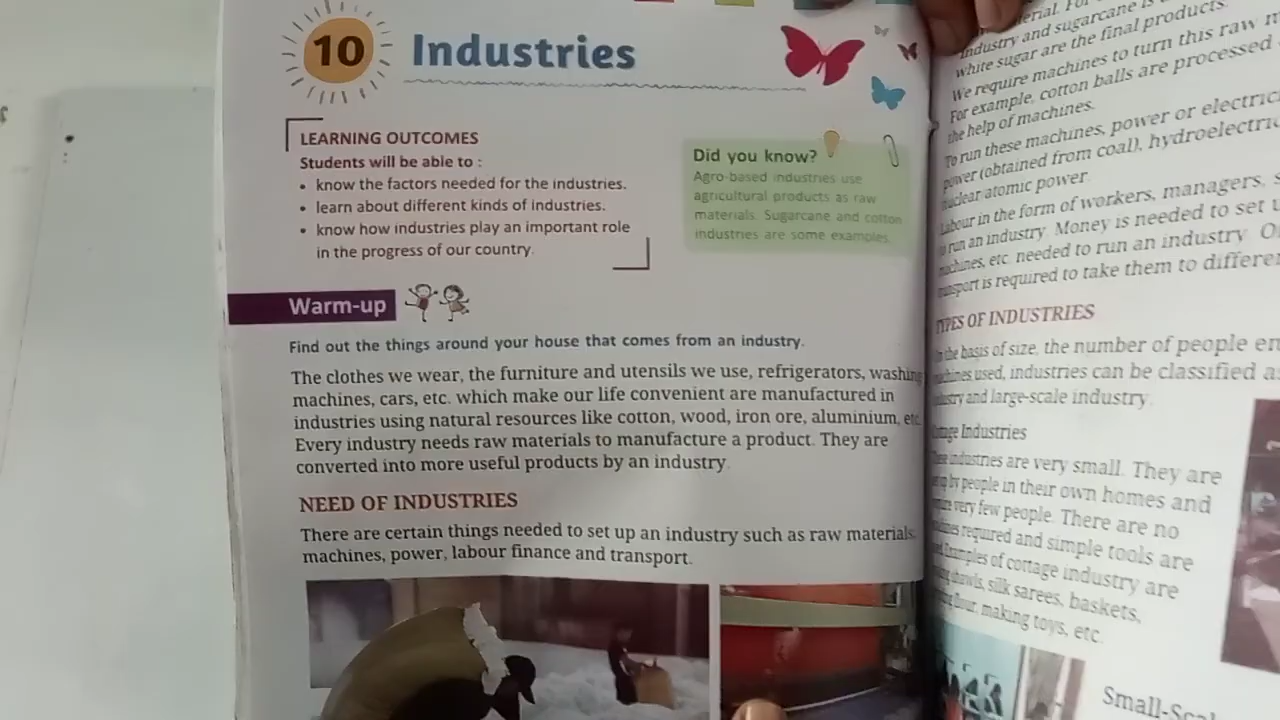 10 Industries
LEARNING OUTCOMES
Students will be able to :
• know the factors needed for the industries.
• learn about different kinds of industries.
• know how industries play an important role
in the progress of our country.
Did you know?
Agro-based industries use
agricultural products as raw
materials. Sugarcane and cotton
industries are some examples.
Warm-up
Find out the things around your house that comes from an industry.
The clothes we wear, the furniture and utensils we use, refrigerators, washing
machines, cars, etc. which make our life convenient are manufactured in
industries using natural resources like cotton, wood, iron ore, aluminium, etc.
Every industry needs raw materials to manufacture a product. They are
converted into more useful products by an industry.
NEED OF INDUSTRIES
There are certain things needed to set up an industry such as raw materials,
machines, power, labour finance and transport.
industry and sugarcane is
white sugar are the final products.
We require machines to turn this raw
For example, cotton balls are processed
the help of machines.
To run these machines, power or
power (obtained from coal),
nuclear atomic power.
Labour in the form of workers, managers,
to run an industry. Money is needed to set
machines, etc. needed to run an industry.
transport is required to take them to
TYPES OF INDUSTRIES
the basis of size, the number of people
machines used, industries can be classified
industry and large-scale industry.
Cottage Industries
These industries are very small. They are
by people in their own homes and
very few people. There are no
machines required and simple tools are
Examples of cottage industry are
shawls, silk sarees, baskets,
flour, making toys, etc.